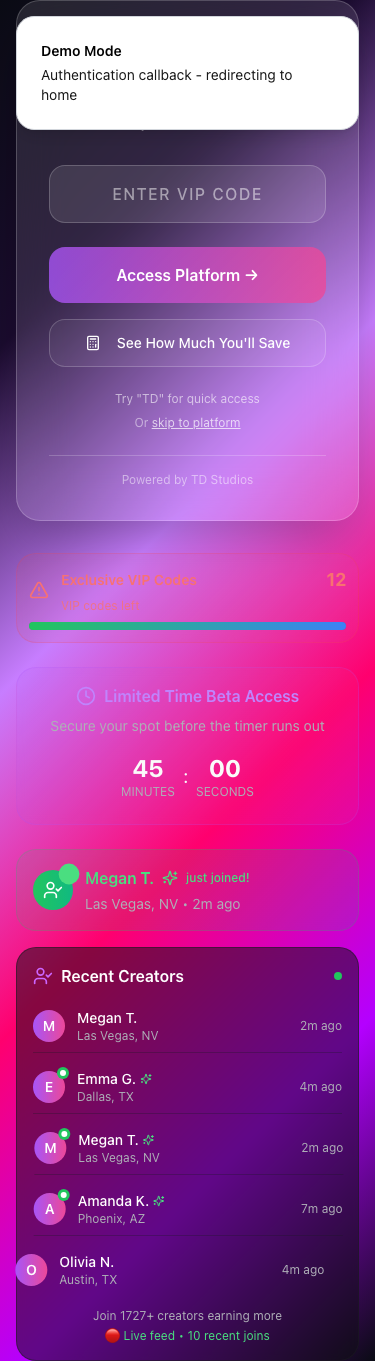 Demo Mode
Authentication callback - redirecting to
home
ENTER VIP CODE
Access Platform →
See How Much You'll Save
Try "TD" for quick access
Or skip to platform
Powered by TD Studios
Exclusive VIP Codes
12
Limited Time Beta Access
Secure your spot before the timer runs out
45 : 00
MINUTES SECONDS
Megan T. just joined!
Las Vegas, NV • 2m ago
Recent Creators
M Megan T.
Las Vegas, NV
2m ago
E Emma G.
Dallas, TX
4m ago
M Megan T.
Las Vegas, NV
2m ago
A Amanda K.
Phoenix, AZ
7m ago
O Olivia N.
Austin, TX
4m ago
Join 1727+ creators earning more
🔴 Live feed • 10 recent joins